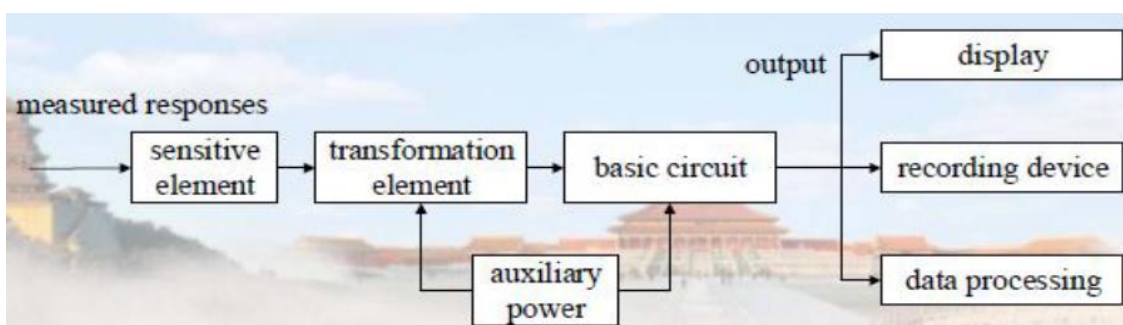 measured responses
sensitive
element
transformation
element
basic circuit
auxiliary
power
output
display
recording device
data processing